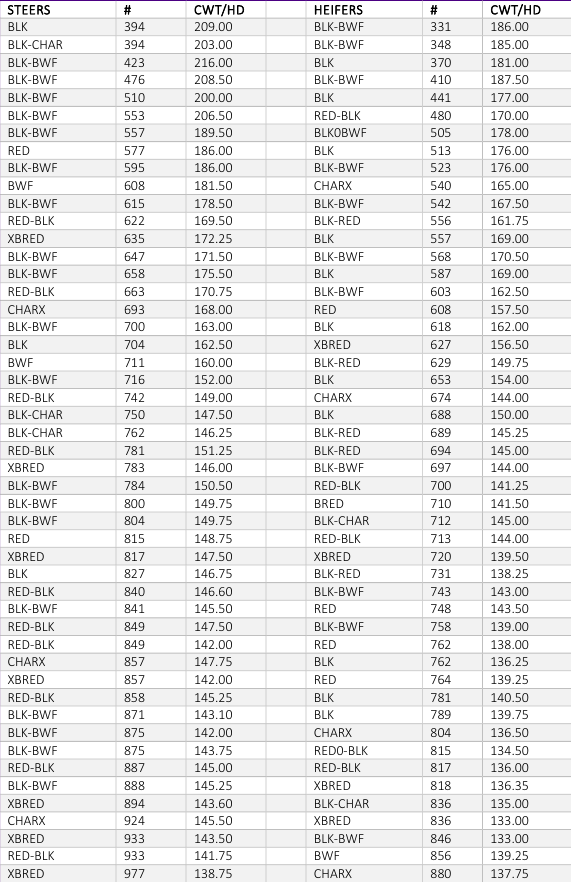 STEERS # CWT/HD HEIFERS # CWT/HD
BLK 394 209.00 BLK-BWF 331 186.00
BLK-CHAR 394 203.00 BLK-BWF 348 185.00
BLK-BWF 423 216.00 BLK 370 181.00
BLK-BWF 476 208.50 BLK-BWF 410 187.50
BLK-BWF 510 200.00 BLK 441 177.00
BLK-BWF 553 206.50 RED-BLK 480 170.00
BLK-BWF 557 189.50 BLK0BWF 505 178.00
RED 577 186.00 BLK 513 176.00
BLK-BWF 595 186.00 BLK-BWF 523 176.00
BWF 608 181.50 CHARX 540 165.00
BLK-BWF 615 178.50 BLK-BWF 542 167.50
RED-BLK 622 169.50 BLK-RED 556 161.75
XBRED 635 172.25 BLK 557 169.00
BLK-BWF 647 171.50 BLK-BWF 568 170.50
BLK-BWF 658 175.50 BLK 587 169.00
RED-BLK 663 170.75 BLK-BWF 603 162.50
CHARX 693 168.00 RED 608 157.50
BLK-BWF 700 163.00 BLK 618 162.00
BLK 704 162.50 XBRED 627 156.50
BWF 711 160.00 BLK-RED 629 149.75
BLK-BWF 716 152.00 BLK 653 154.00
RED-BLK 742 149.00 CHARX 674 144.00
BLK-CHAR 750 147.50 BLK 688 150.00
BLK-CHAR 762 146.25 BLK-RED 689 145.25
RED-BLK 781 151.25 BLK-RED 694 145.00
XBRED 783 146.00 BLK-BWF 697 144.00
BLK-BWF 784 150.50 RED-BLK 700 141.25
BLK-BWF 800 149.75 BRED 710 141.50
BLK-BWF 804 149.75 BLK-CHAR 712 145.00
RED 815 148.75 RED-BLK 713 144.00
XBRED 817 147.50 XBRED 720 139.50
BLK 827 146.75 BLK-RED 731 138.25
RED-BLK 840 146.60 BLK-BWF 743 143.00
BLK-BWF 841 145.50 RED 748 143.50
RED-BLK 849 147.50 BLK-BWF 758 139.00
RED-BLK 849 142.00 RED 762 138.00
CHARX 857 147.75 BLK 762 136.25
XBRED 857 142.00 RED 764 139.25
RED-BLK 858 145.25 BLK 781 140.50
BLK-BWF 871 143.10 BLK 789 139.75
BLK-BWF 875 142.00 CHARX 804 136.50
BLK-BWF 875 143.75 RED0-BLK 815 134.50
RED-BLK 887 145.00 RED-BLK 817 136.00
BLK-BWF 888 145.25 XBRED 818 136.35
XBRED 894 143.60 BLK-CHAR 836 135.00
CHARX 924 145.50 XBRED 836 133.00
XBRED 933 143.50 BLK-BWF 846 133.00
RED-BLK 933 141.75 BWF 856 139.25
XBRED 977 138.75 CHARX 880 137.75